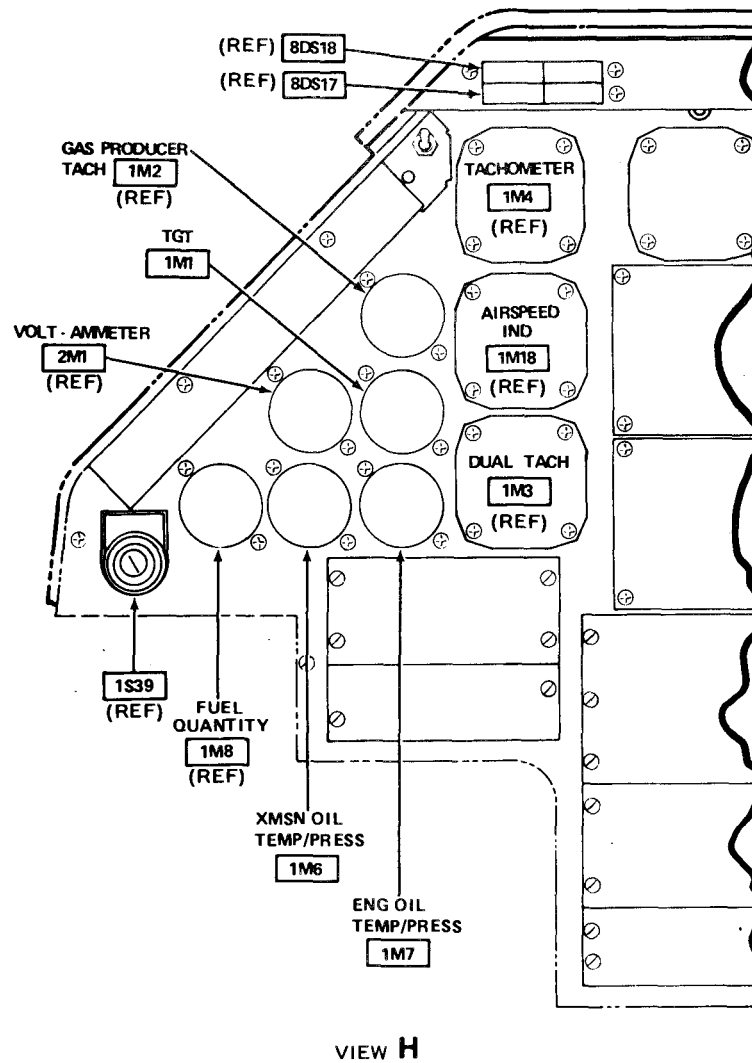 (REF) 8DS18
(REF) 8DS17
GAS PRODUCER
TACH 1M2
(REF)
TGT
1M1
VOLT - AMMETER
2M1
(REF)
TACHOMETER
1M4
(REF)
AIRSPEED
IND
1M18
(REF)
DUAL TACH
1M3
(REF)
1S39
(REF)
FUEL
QUANTITY
1M8
(REF)
XMSN OIL
TEMP/PRESS
1M6
ENG OIL
TEMP/PRESS
1M7
VIEW H